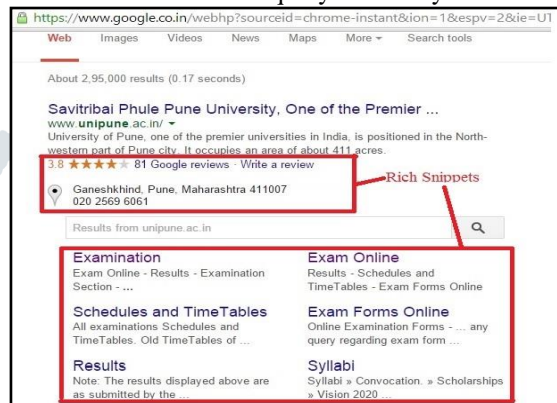 https://www.google.co.in/webhp?sourceid=chrome-instant&ion=1&espv=2&ie=UT
Web Images Videos News Maps More Search tools
About 2,95,000 results (0.17 seconds)
Savitribai Phule Pune University, One of the Premier ...
www.unipune.ac.in/
University of Pune, one of the premier universities in India, is positioned in the North-
western part of Pune city. It occupies an area of about 411 acres.
3.8 ★★★★★ 81 Google reviews · Write a review
Rich Snippets
Ganeshkhind, Pune, Maharashtra 411007
020 2569 6061
Results from unipune.ac.in
Examination
Exam Online - Results - Examination
Section - ...
Exam Online
Results - Schedules and
TimeTables - Exam Forms Online
Schedules and TimeTables
All examinations Schedules and
TimeTables. Old TimeTables of ...
Exam Forms Online
Online Examination Forms - ... any
query regarding exam form ...
Results
Note: The results displayed above are
as submitted by the ...
Syllabi
Syllabi » Convocation. » Scholarships
» Vision 2020 ...